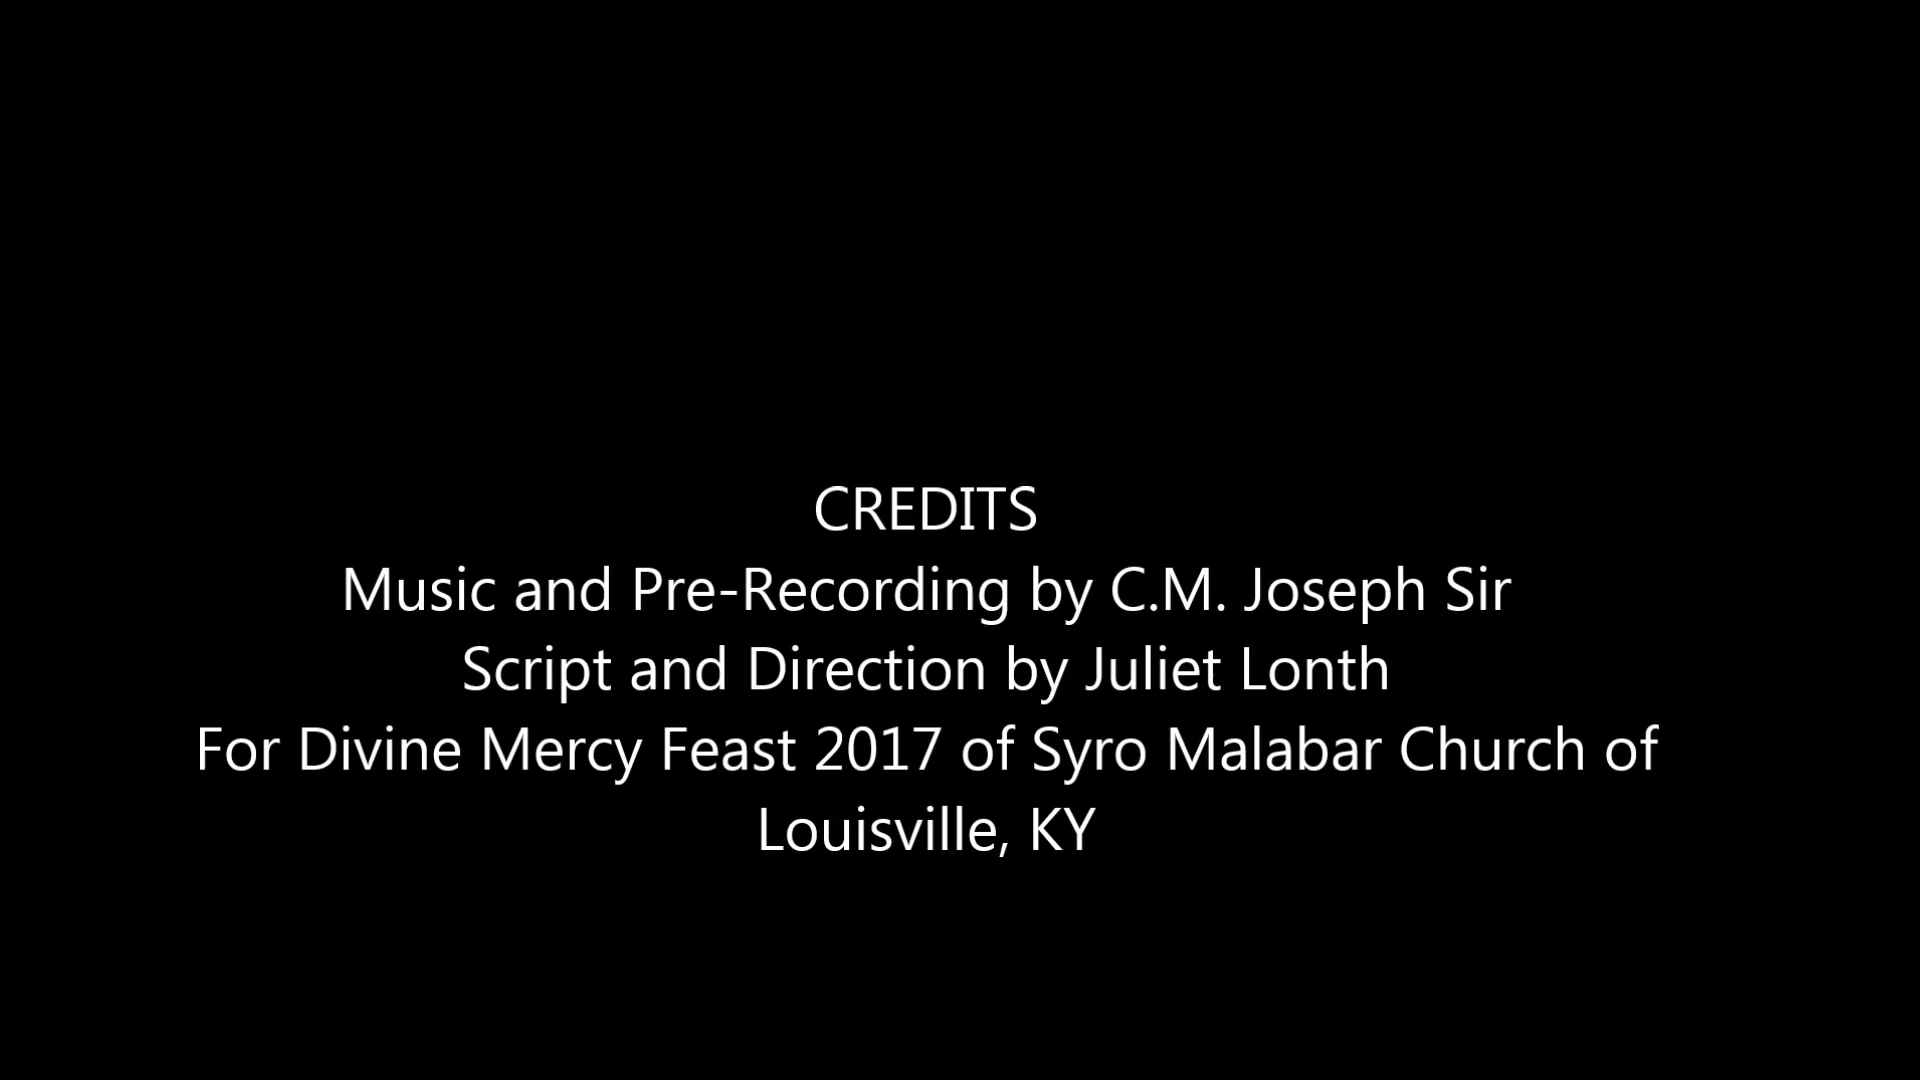 CREDITS
Music and Pre-Recording by C.M. Joseph Sir
Script and Direction by Juliet Lonth
For Divine Mercy Feast 2017 of Syro Malabar Church of
Louisville, KY